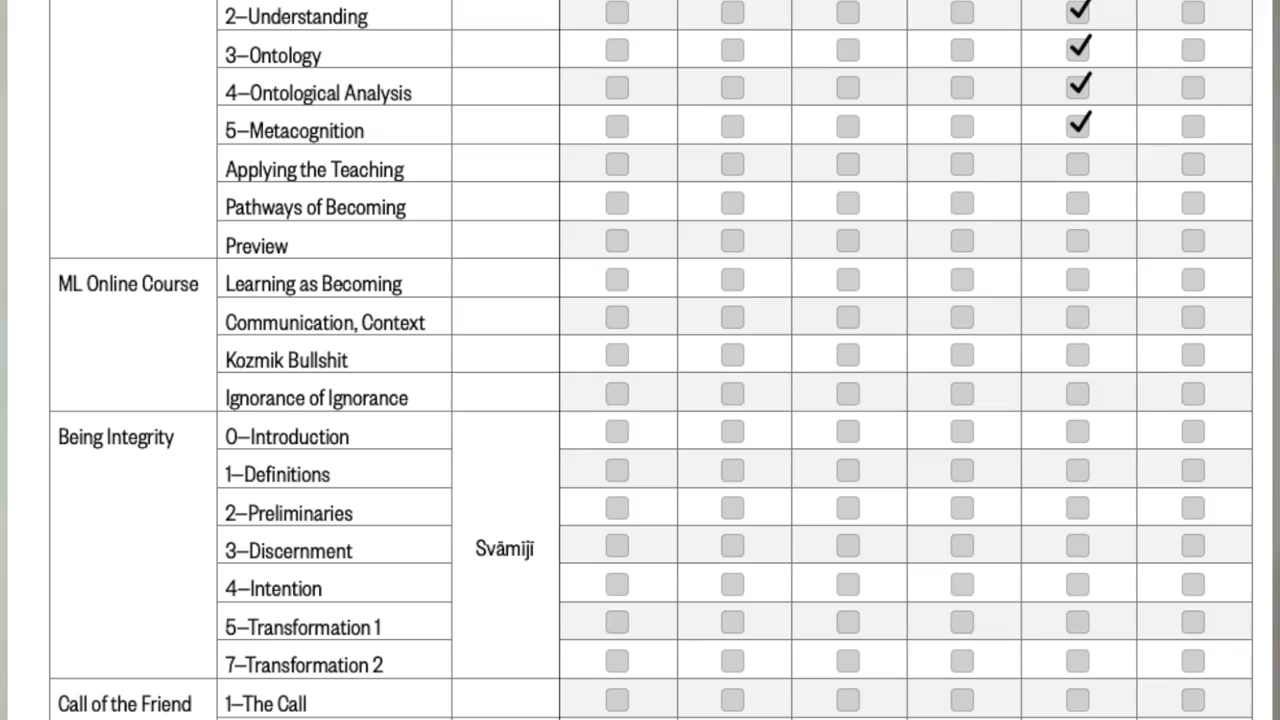 2–Understanding
3–Ontology
4–Ontological Analysis
5–Metacognition
Applying the Teaching
Pathways of Becoming
Preview
ML Online Course
Learning as Becoming
Communication, Context
Kozmik Bullshit
Ignorance of Ignorance
Being Integrity
0–Introduction
1–Definitions
2–Preliminaries
3–Discernment
Svāmījī
4–Intention
5–Transformation 1
7–Transformation 2
Call of the Friend
1–The Call